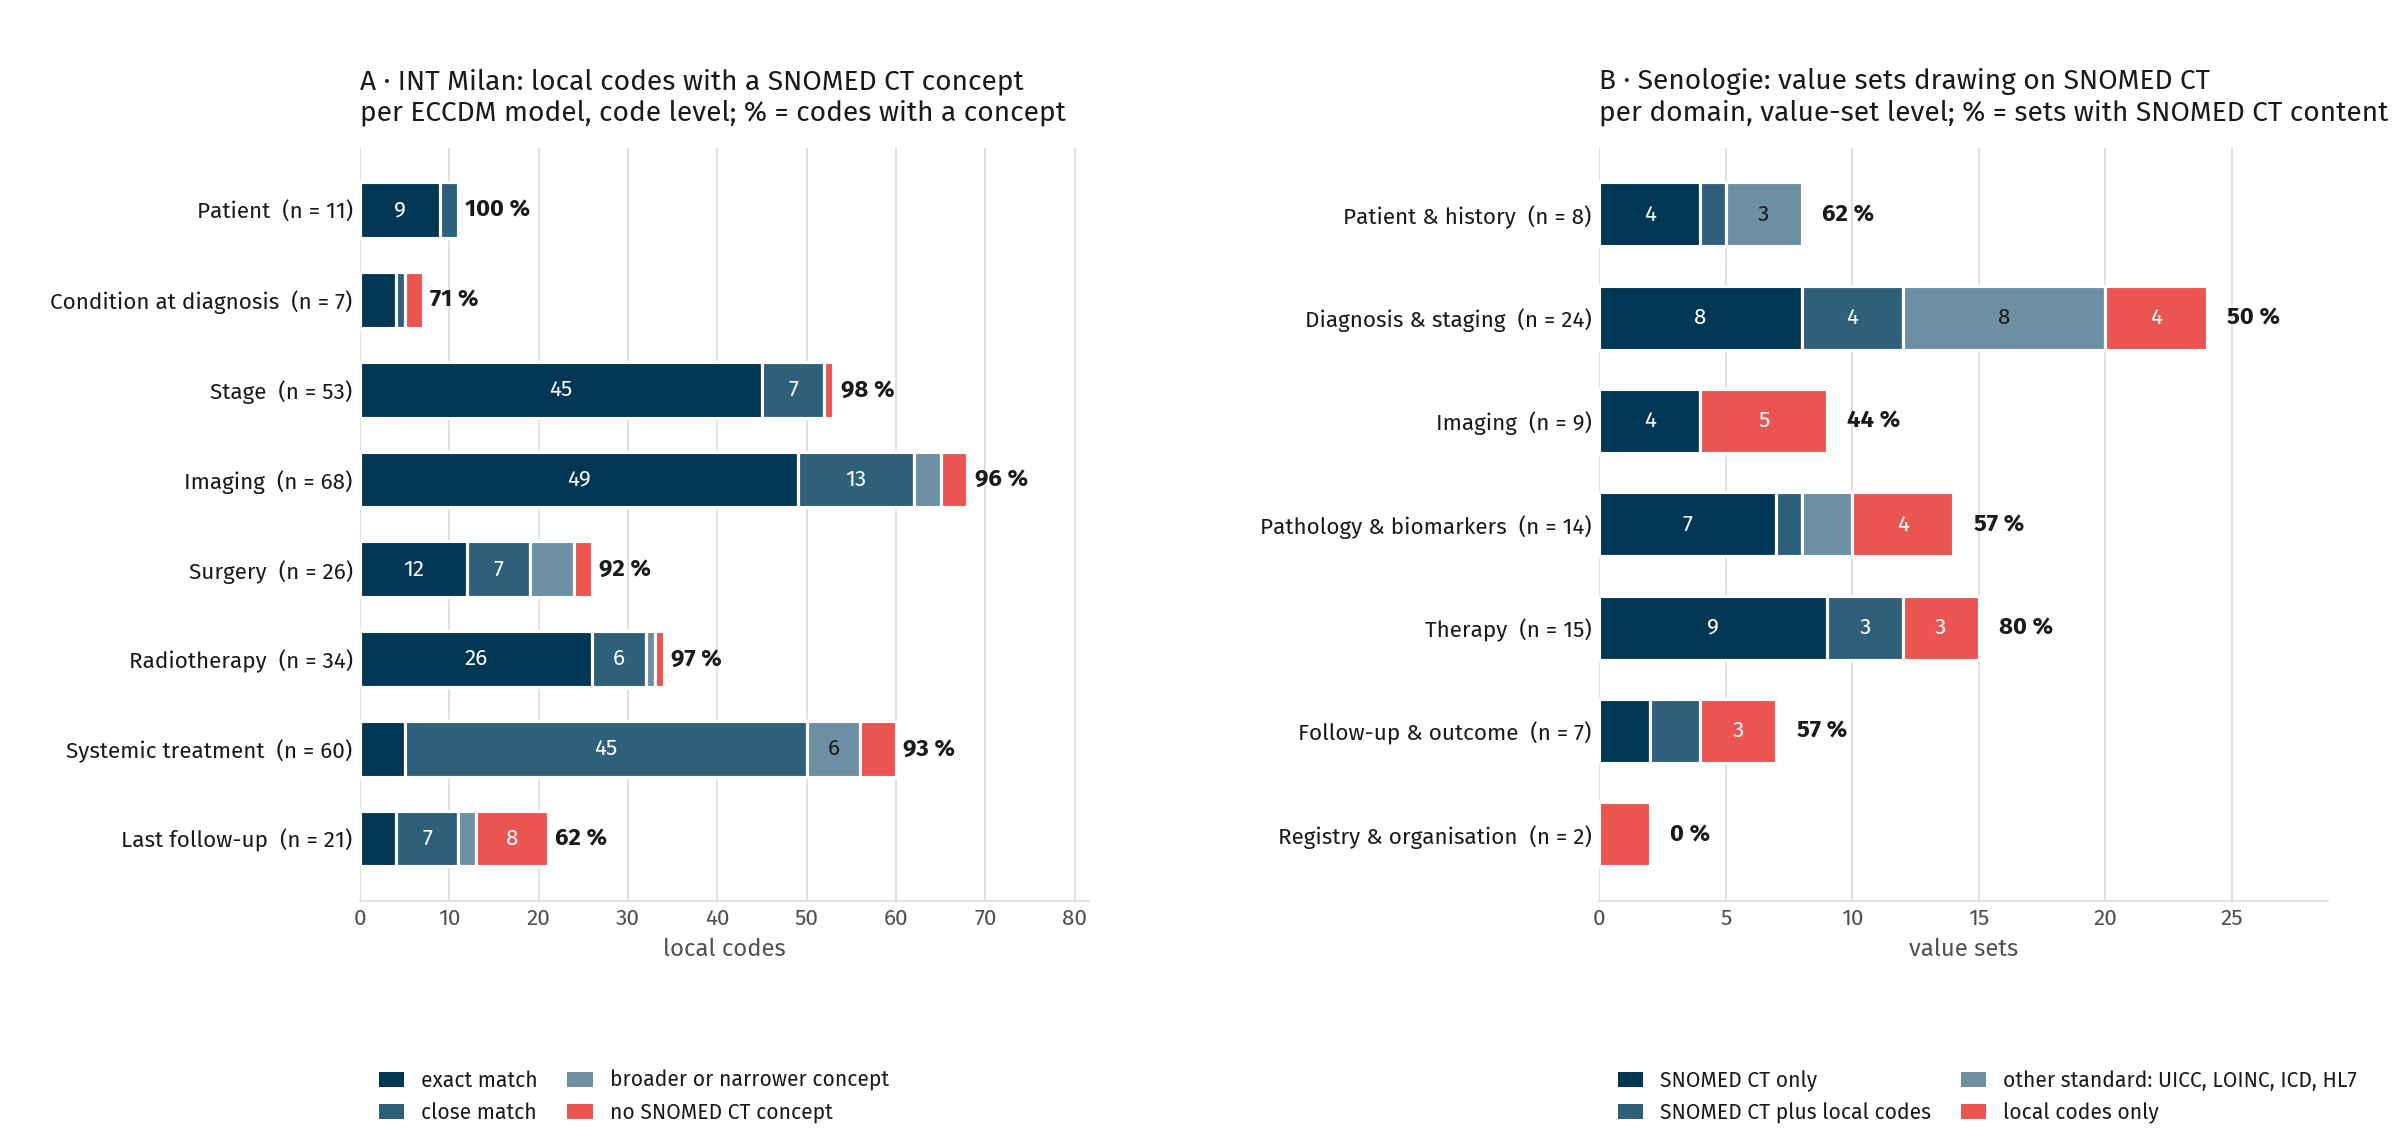 A · INT Milan: local codes with a SNOMED CT concept
per ECCDM model, code level; % = codes with a concept
Patient (n = 11) 9 100 %
Condition at diagnosis (n = 7) 71 %
Stage (n = 53) 45 7 98 %
Imaging (n = 68) 49 13 96 %
Surgery (n = 26) 12 7 92 %
Radiotherapy (n = 34) 26 6 97 %
Systemic treatment (n = 60) 45 6 93 %
Last follow-up (n = 21) 7 8 62 %
0 10 20 30 40 50 60 70 80
local codes
exact match
close match
broader or narrower concept
no SNOMED CT concept
B · Senologie: value sets drawing on SNOMED CT
per domain, value-set level; % = sets with SNOMED CT content
Patient & history (n = 8) 4 3 62 %
Diagnosis & staging (n = 24) 8 4 8 4 50 %
Imaging (n = 9) 4 5 44 %
Pathology & biomarkers (n = 14) 7 4 57 %
Therapy (n = 15) 9 3 3 80 %
Follow-up & outcome (n = 7) 3 57 %
Registry & organisation (n = 2) 0 %
0 5 10 15 20 25
value sets
SNOMED CT only
SNOMED CT plus local codes
other standard: UICC, LOINC, ICD, HL7
local codes only